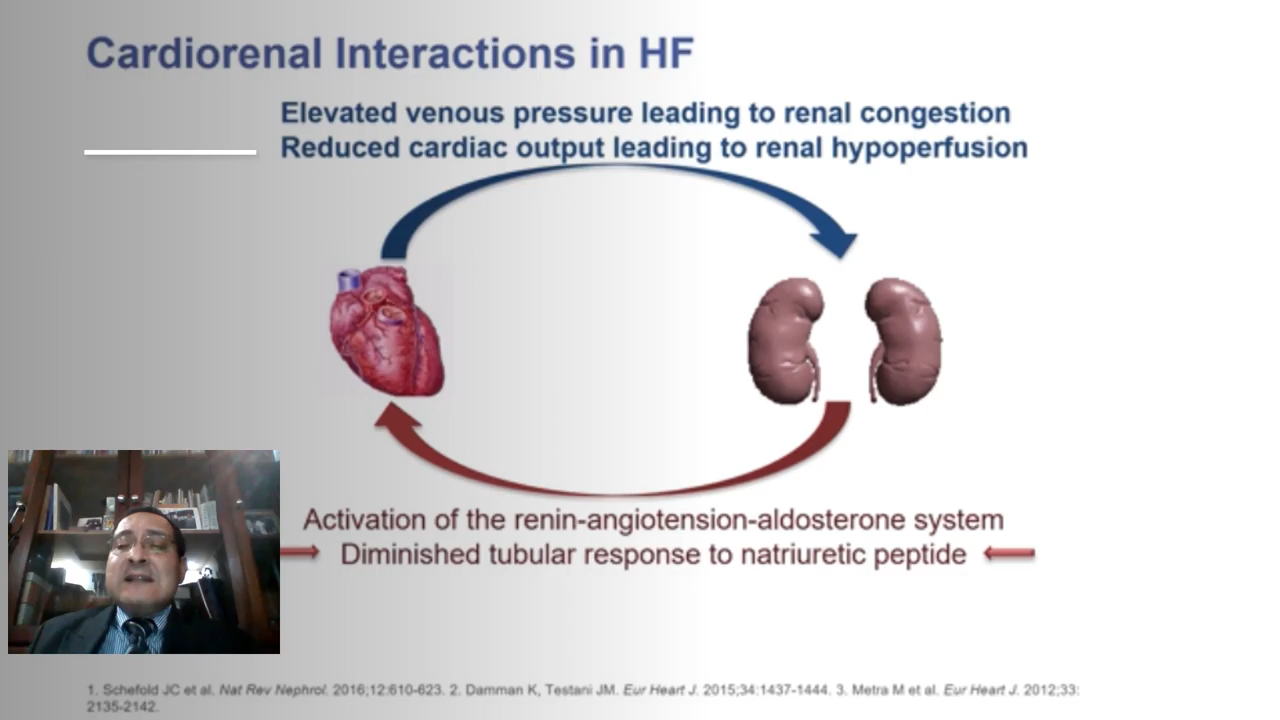 Cardiorenal Interactions in HF
Elevated venous pressure leading to renal congestion
Reduced cardiac output leading to renal hypoperfusion
Activation of the renin-angiotension-aldosterone system
Diminished tubular response to natriuretic peptide
1. Schefold JC et al. Nat Rev Nephrol. 2016;12:610-623. 2. Damman K, Testani JM. Eur Heart J. 2015;34:1437-1444. 3. Metra M et al. Eur Heart J. 2012;33:
2135-2142.